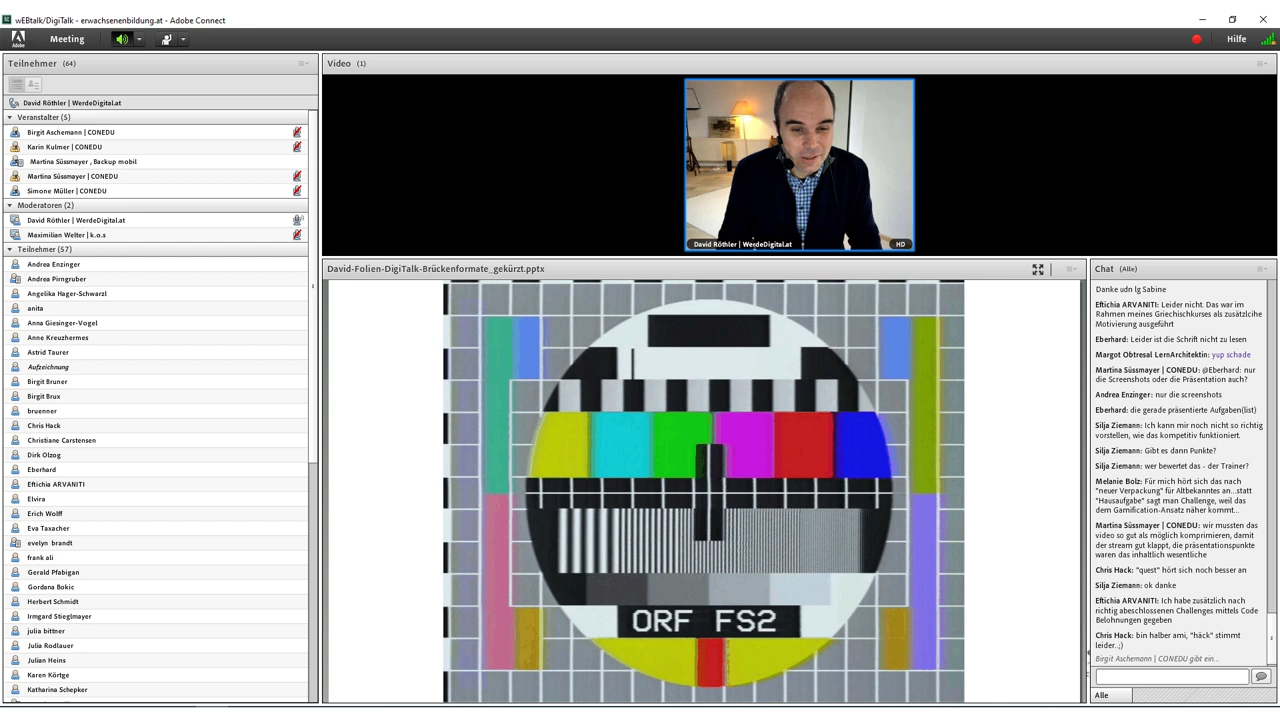 wEBtalk/DigiTalk - erwachsenenbildung.at - Adobe Connect
Adobe
Meeting
Hilfe
Teilnehmer (64)
David Röthler | WerdeDigital.at
Veranstalter (5)
Birgit Aschemann | CONEDU
Karin Kulmer | CONEDU
Martina Süssmayer , Backup mobil
Martina Süssmayer | CONEDU
Simone Müller | CONEDU
Moderatoren (2)
David Röthler | WerdeDigital.at
Maximilian Welter | k.o.s
Teilnehmer (57)
Andrea Enzinger
Andrea Pirngruber
Angelika Hager-Schwarzl
anita
Anna Giesinger-Vogel
Anne Kreuzhermes
Astrid Taurer
Aufzeichnung
Birgit Bruner
Birgit Brux
bruenner
Chris Hack
Christiane Carstensen
Dirk Olzog
Eberhard
Eftichia ARVANITI
Elvira
Erich Wolff
Eva Taxacher
evelyn brandt
frank ali
Gerald Pfabigan
Gordana Bokic
Herbert Schmidt
Irmgard Stieglmayer
julia bittner
Julia Rodlauer
Julian Heins
Karen Körtge
Katharina Schepker
Video (1)
David Röthler | WerdeDigital.at
HD
David-Folien-DigiTalk-Brückenformate_gekürzt.pptx
ORF FS2
Chat (Alle)
Danke udn lg Sabine
Eftichia ARVANITI: Leider nicht. Das war im
Rahmen meines Griechischkurses als zusätzlcihe
Motivierung ausgeführt
Eberhard: Leider ist die Schrift nicht zu lesen
Margot Obtresal LernArchitektin: yup schade
Martina Süssmayer | CONEDU: @Eberhard: nur
die Screenshots oder die Präsentation auch?
Andrea Enzinger: nur die screenshots
Eberhard: die gerade präsentierte Aufgaben(list)
Silja Ziemann: Ich kann mir noch nicht so richtig
vorstellen, wie das kompetitiv funktioniert.
Silja Ziemann: Gibt es dann Punkte?
Silja Ziemann: wer bewertet das - der Trainer?
Melanie Bolz: Für mich hört sich das nach
"neuer Verpackung" für Altbekanntes an...statt
"Hausaufgabe" sagt man Challenge, weil das
dem Gamification-Ansatz näher kommt...
Martina Süssmayer | CONEDU: wir mussten das
video so gut als möglich komprimieren, damit
der stream gut klappt, die präsentationspunkte
waren das inhaltlich wesentliche
Chris Hack: "quest" hört sich noch besser an
Silja Ziemann: ok danke
Eftichia ARVANITI: Ich habe zusätzlich nach
richtig abeschlossenen Challenges mittels Code
Belohnungen gegeben
Chris Hack: bin halber ami, "häck" stimmt
leider..;)
Birgit Aschemann | CONEDU gibt ein...
Alle